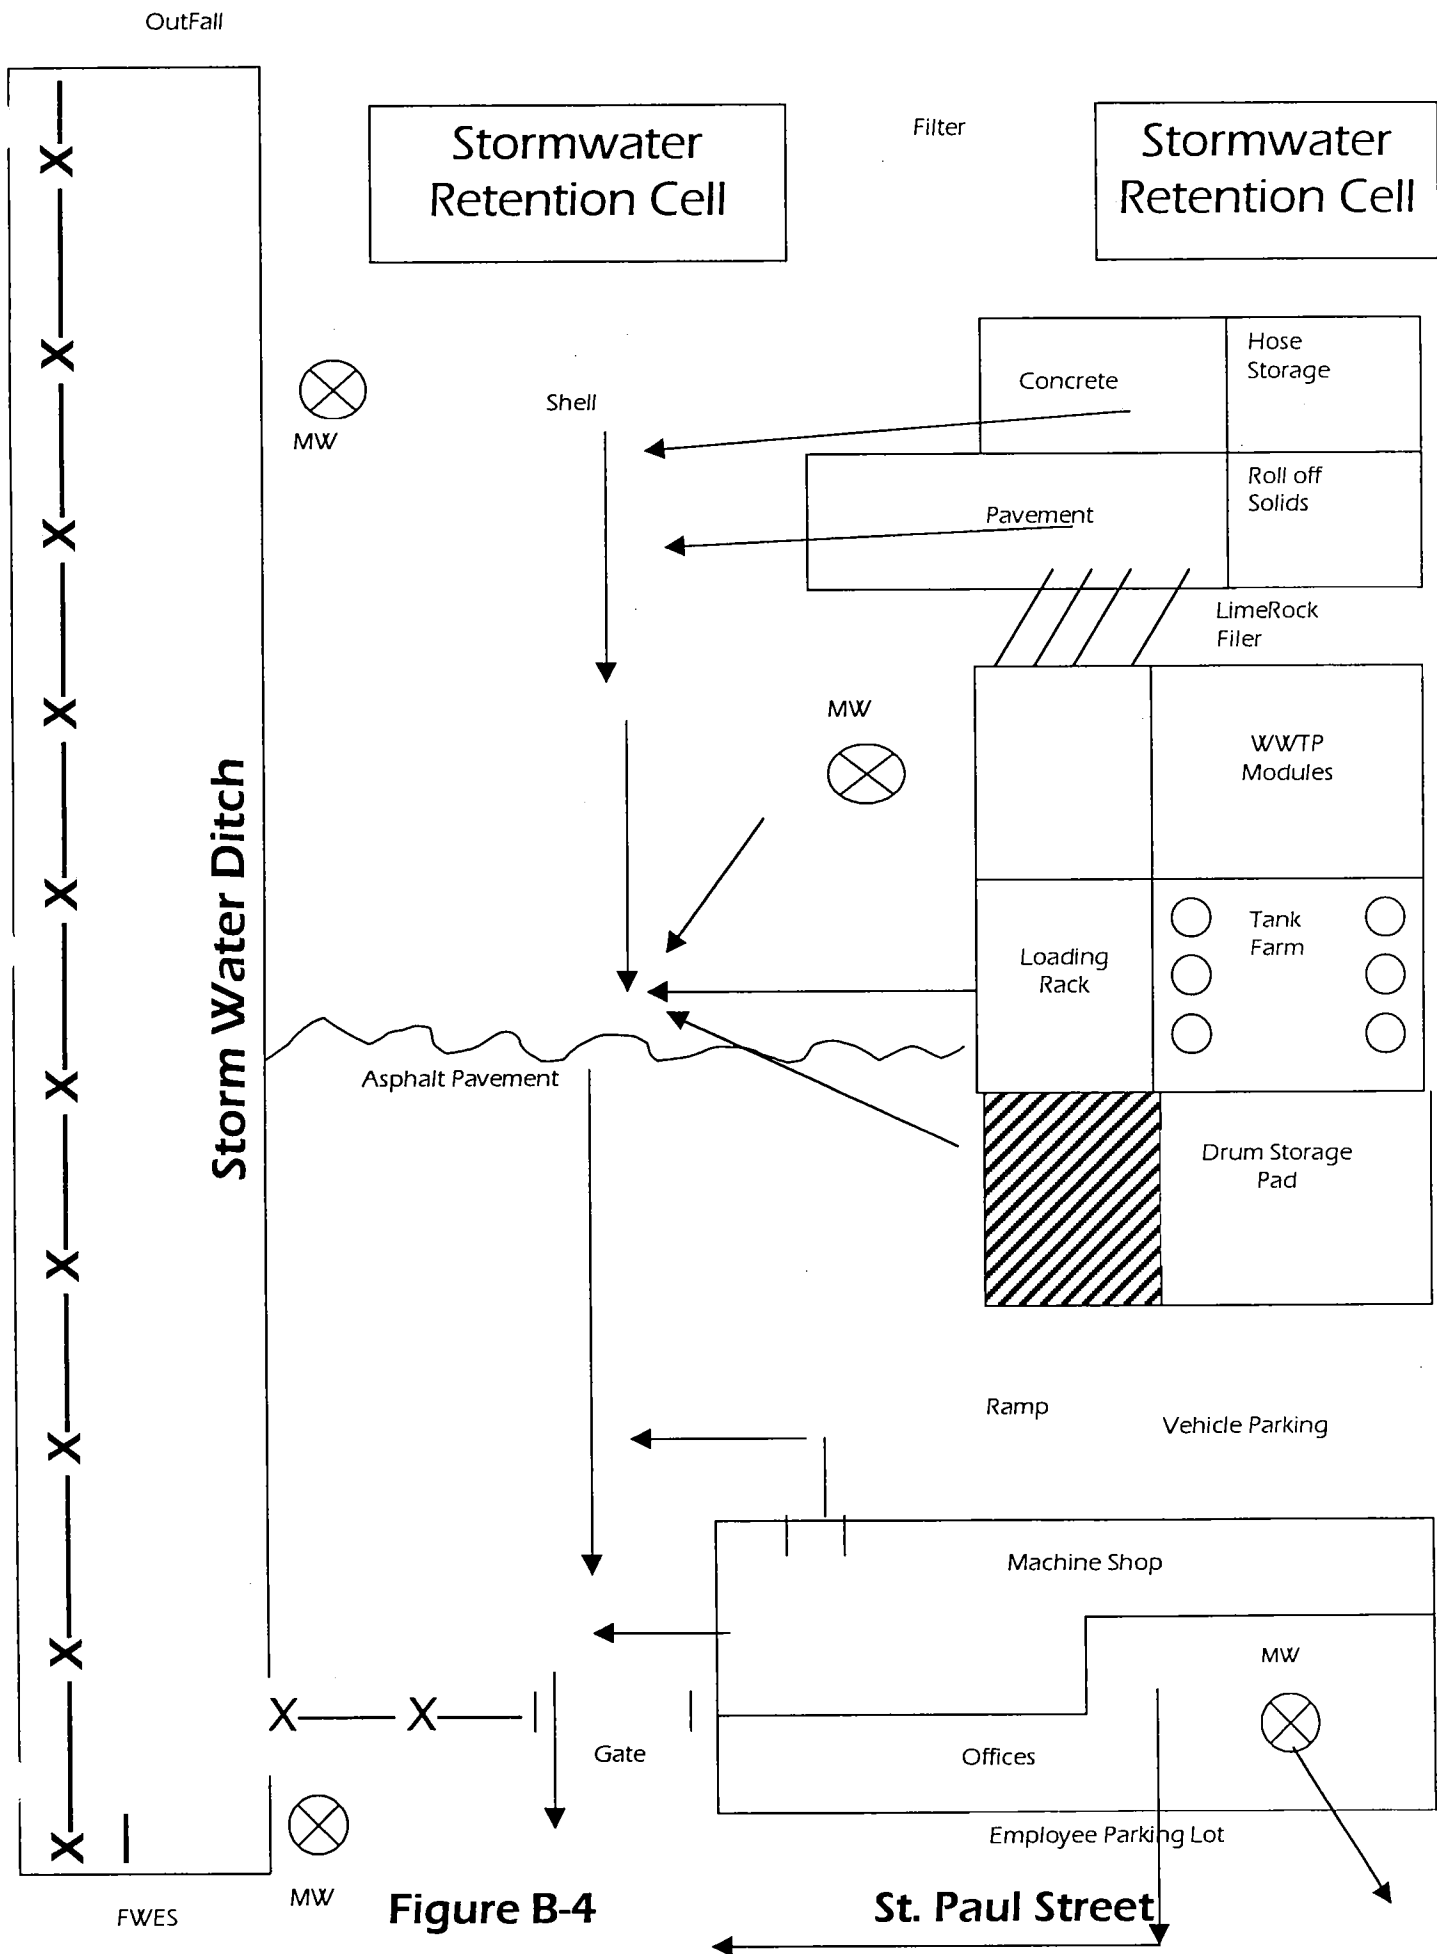 OutFall
Stormwater
Retention Cell
Filter
Stormwater
Retention Cell
Hose
Storage
Concrete
Shell
MW
Roll off
Solids
Pavement
LimeRock
Filer
MW
WWTP
Modules
Storm Water Ditch
Tank
Farm
Loading
Rack
Asphalt Pavement
Drum Storage
Pad
Ramp
Vehicle Parking
Machine Shop
MW
Gate
Offices
Employee Parking Lot
MW
FWES
Figure B-4
St. Paul Street